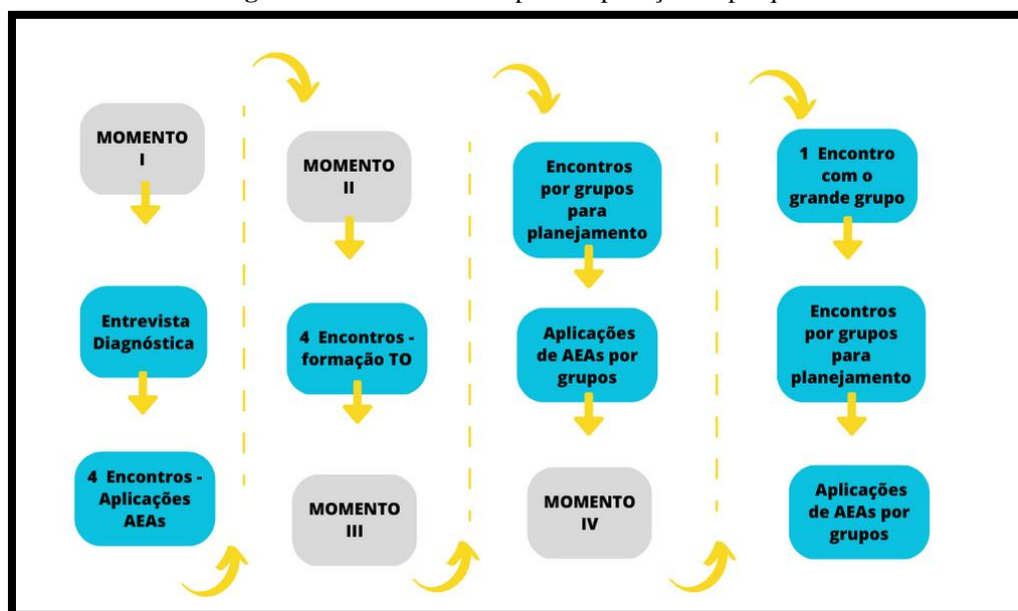 MOMENTO
I
Entrevista
Diagnóstica
4 Encontros -
Aplicações
AEAs
MOMENTO
II
4 Encontros -
formação TO
MOMENTO
III
Encontros
por grupos
para
planejamento
Aplicações
de AEAs por
grupos
MOMENTO
IV
1 Encontro
com o
grande grupo
Encontros
por grupos
para
planejamento
Aplicações
de AEAs por
grupos